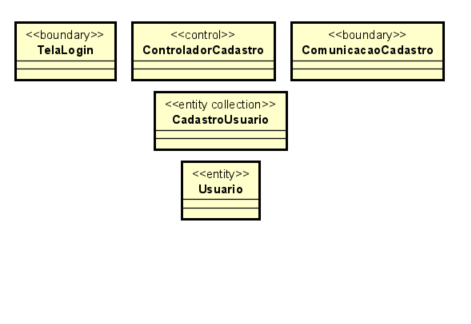 <<boundary>>
TelaLogin
<<control>>
ControladorCadastro
<<boundary>>
ComunicacaoCadastro
<<entity collection>>
CadastroUsuario
<<entity>>
Usuario